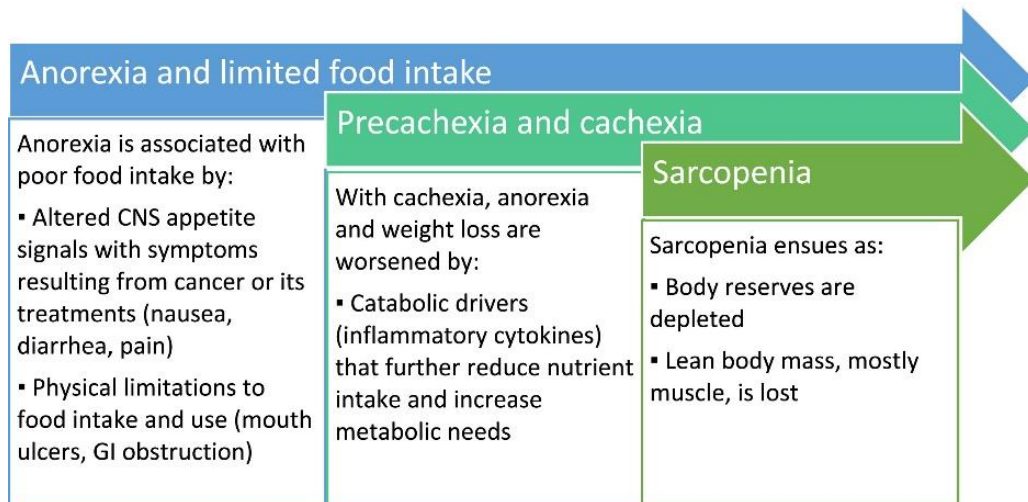 Anorexia and limited food intake
Anorexia is associated with
poor food intake by:
▪ Altered CNS appetite
signals with symptoms
resulting from cancer or its
treatments (nausea,
diarrhea, pain)
▪ Physical limitations to
food intake and use (mouth
ulcers, GI obstruction)
Precachexia and cachexia
With cachexia, anorexia
and weight loss are
worsened by:
▪ Catabolic drivers
(inflammatory cytokines)
that further reduce nutrient
intake and increase
metabolic needs
Sarcopenia
Sarcopenia ensues as:
▪ Body reserves are
depleted
▪ Lean body mass, mostly
muscle, is lost